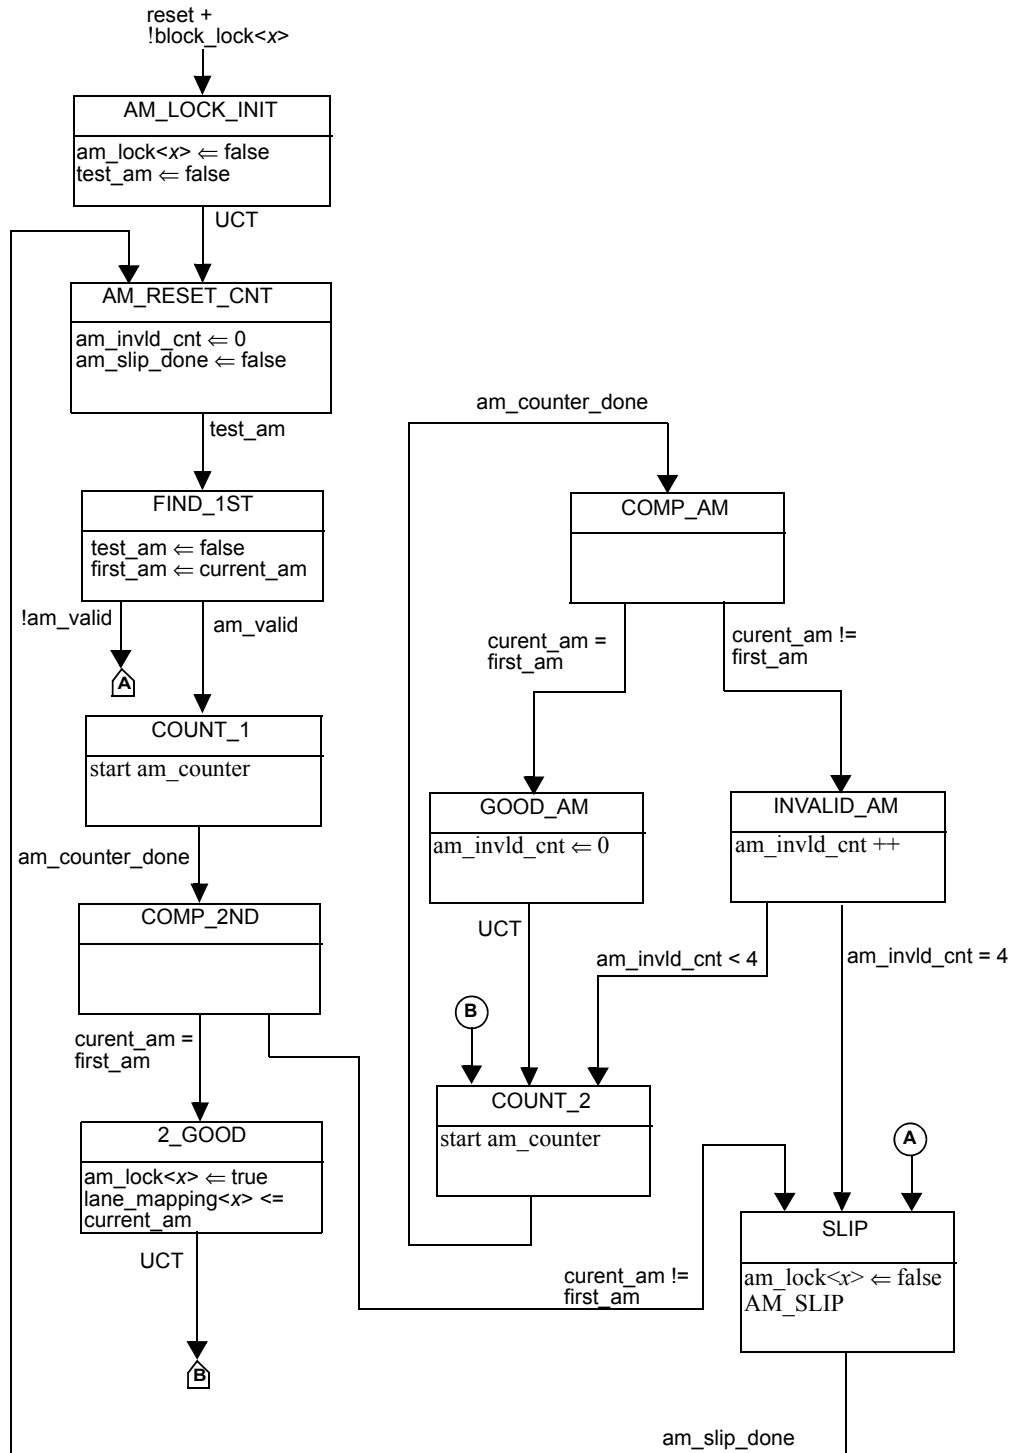 reset +
!block_lock<x>
AM_LOCK_INIT
am_lock<x> ⇐ false
test_am ⇐ false
UCT
AM_RESET_CNT
am_invld_cnt ⇐ 0
am_slip_done ⇐ false
test_am
FIND_1ST
test_am ⇐ false
first_am ⇐ current_am
!am_valid
am_valid
A
COUNT_1
start am_counter
am_counter_done
COMP_2ND
curent_am =
first_am
2_GOOD
am_lock<x> ⇐ true
lane_mapping<x> <=
current_am
UCT
B
am_counter_done
COMP_AM
curent_am =
first_am
curent_am !=
first_am
GOOD_AM
am_invld_cnt ⇐ 0
INVALID_AM
am_invld_cnt ++
UCT
am_invld_cnt < 4
am_invld_cnt = 4
B
COUNT_2
start am_counter
A
curent_am !=
first_am
SLIP
am_lock<x> ⇐ false
AM_SLIP
am_slip_done